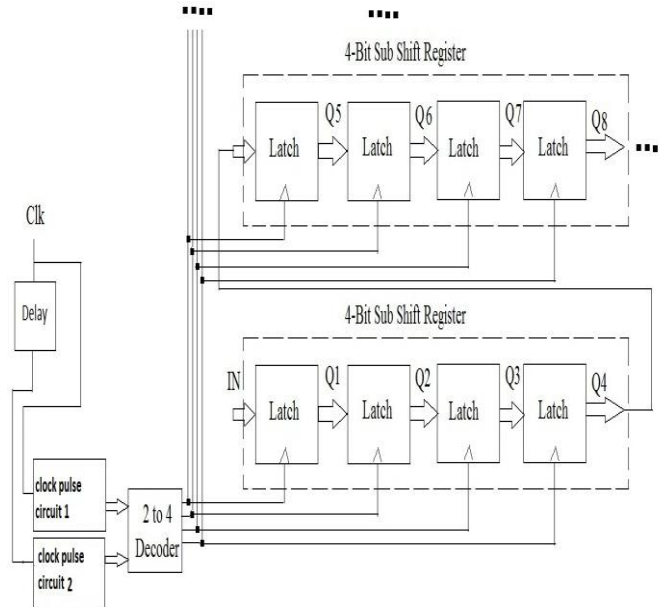 4-Bit Sub Shift Register
Q5 Q6 Q7 Q8
Latch Latch Latch Latch
Clk
Delay
4-Bit Sub Shift Register
IN Q1 Q2 Q3 Q4
Latch Latch Latch Latch
clock pulse
circuit 1
2 to 4
Decoder
clock pulse
circuit 2